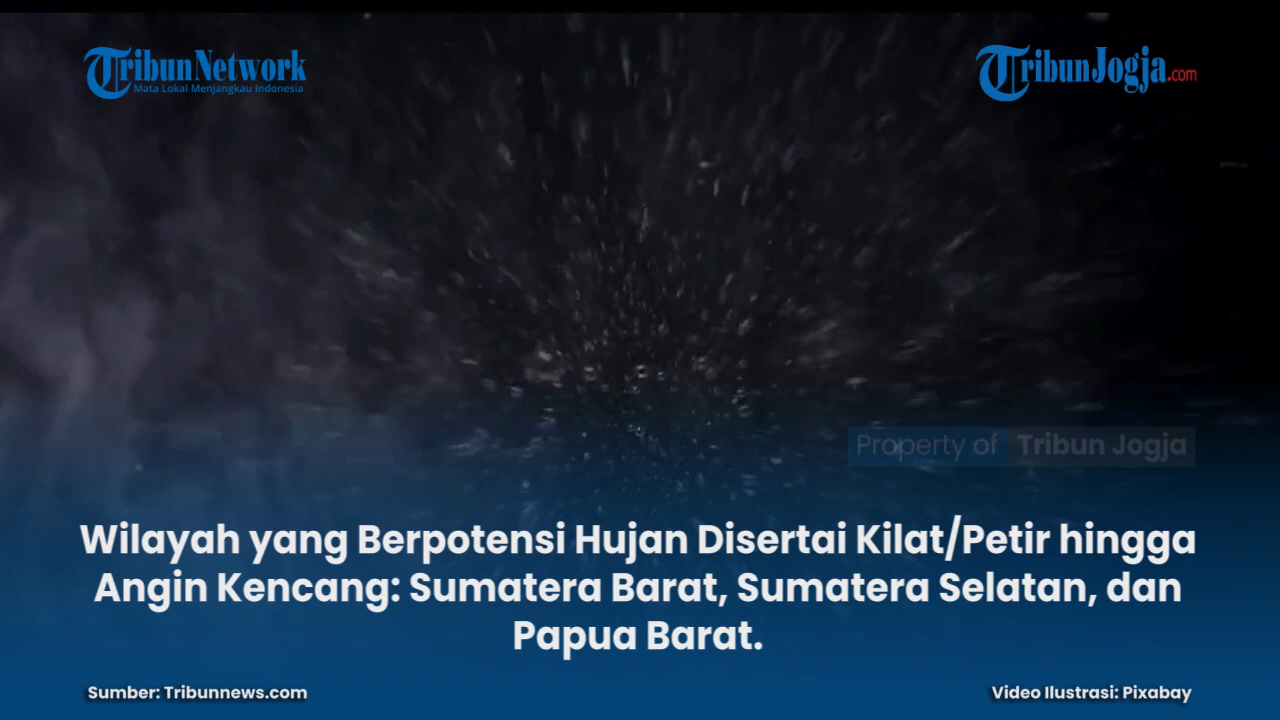 TribunNetwork
Mata Lokal Menjangkau Indonesia
TribunJogja.com
Property of Tribun Jogja
Wilayah yang Berpotensi Hujan Disertai Kilat/Petir hingga
Angin Kencang: Sumatera Barat, Sumatera Selatan, dan
Papua Barat.
Sumber: Tribunnews.com
Video Ilustrasi: Pixabay